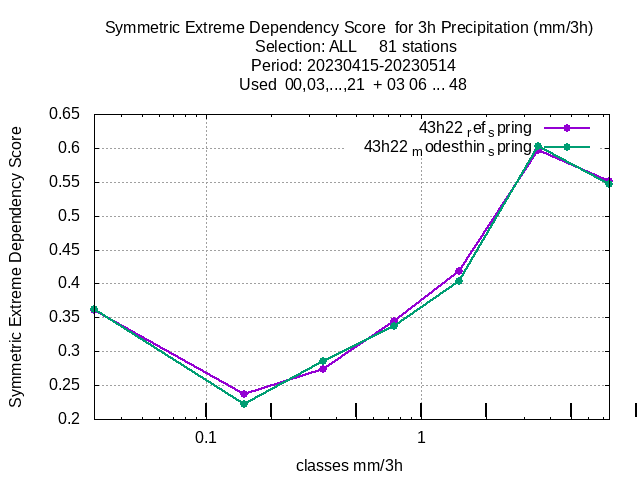 Symmetric Extreme Dependency Score  for 3h Precipitation (mm/3h)
Selection: ALL     81 stations
Period: 20230415-20230514
Used  00,03,...,21  + 03 06 ... 48
43h22 ref spring
43h22 modesthin spring
Symmetric Extreme Dependency Score
0.65
0.6
0.55
0.5
0.45
0.4
0.35
0.3
0.25
0.2
0.1
1
classes mm/3h